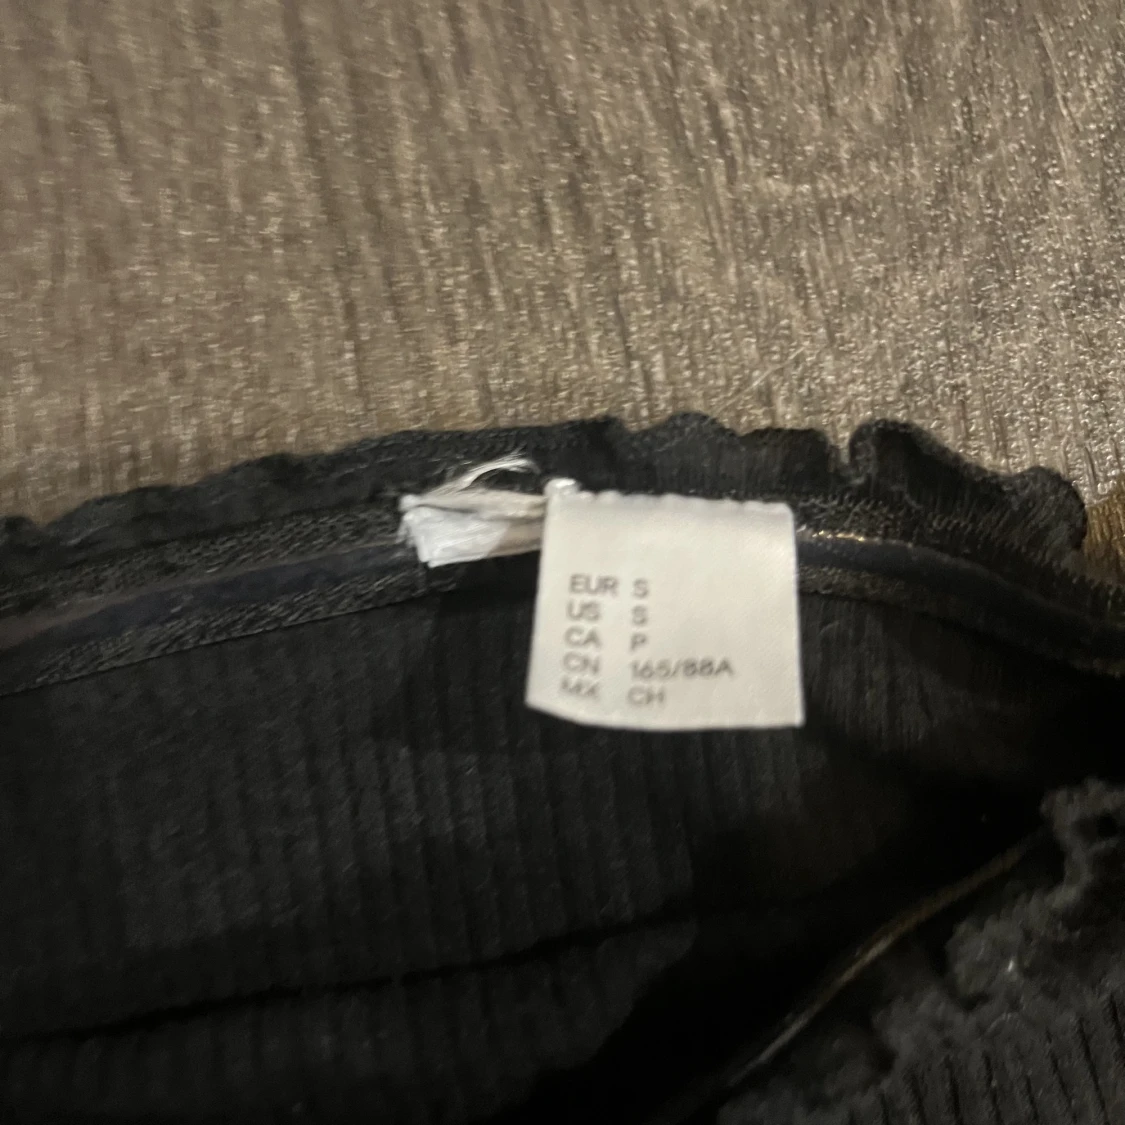 EUR S
US S
CA P
CN 165/88A
MX CH